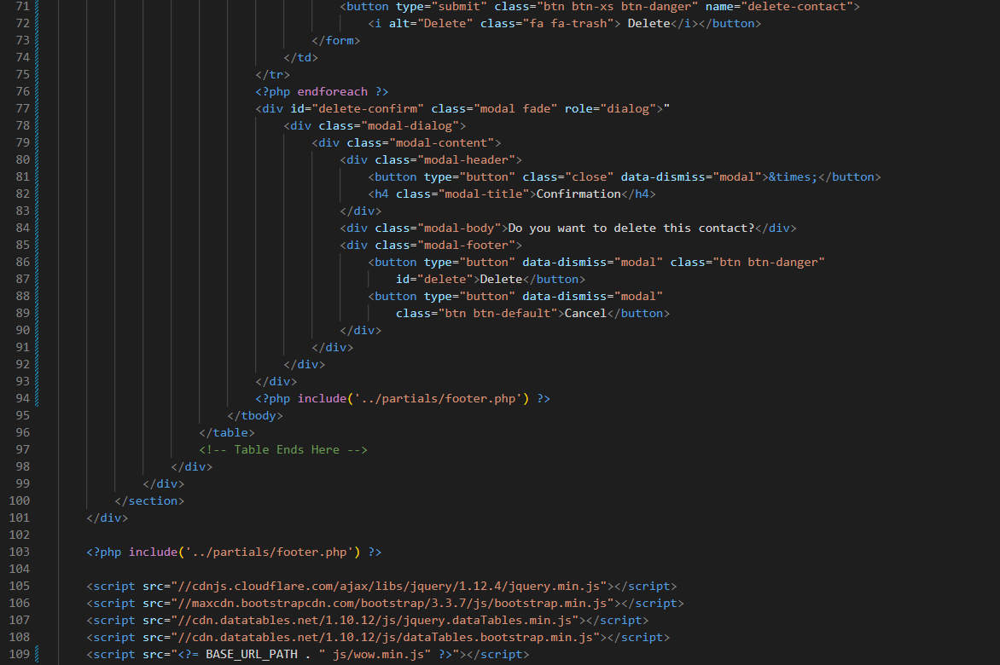 71 <button type="submit" class="btn btn-xs btn-danger" name="delete-contact">
72 <i alt="Delete" class="fa fa-trash"> Delete</i></button>
73 </form>
74 </td>
75 </tr>
76 <?php endforeach ?>
77 <div id="delete-confirm" class="modal fade" role="dialog">"
78 <div class="modal-dialog">
79 <div class="modal-content">
80 <div class="modal-header">
81 <button type="button" class="close" data-dismiss="modal">&times;</button>
82 <h4 class="modal-title">Confirmation</h4>
83 </div>
84 <div class="modal-body">Do you want to delete this contact?</div>
85 <div class="modal-footer">
86 <button type="button" data-dismiss="modal" class="btn btn-danger"
87 id="delete">Delete</button>
88 <button type="button" data-dismiss="modal"
89 class="btn btn-default">Cancel</button>
90 </div>
91 </div>
92 </div>
93 </div>
94 <?php include('../partials/footer.php') ?>
95 </tbody>
96 </table>
97 <!-- Table Ends Here -->
98 </div>
99 </div>
100 </section>
101 </div>
102
103 <?php include('../partials/footer.php') ?>
104
105 <script src="//cdnjs.cloudflare.com/ajax/libs/jquery/1.12.4/jquery.min.js"></script>
106 <script src="//maxcdn.bootstrapcdn.com/bootstrap/3.3.7/js/bootstrap.min.js"></script>
107 <script src="//cdn.datatables.net/1.10.12/js/jquery.dataTables.min.js"></script>
108 <script src="//cdn.datatables.net/1.10.12/js/dataTables.bootstrap.min.js"></script>
109 <script src="<?= BASE_URL_PATH . " js/wow.min.js" ?>"></script>